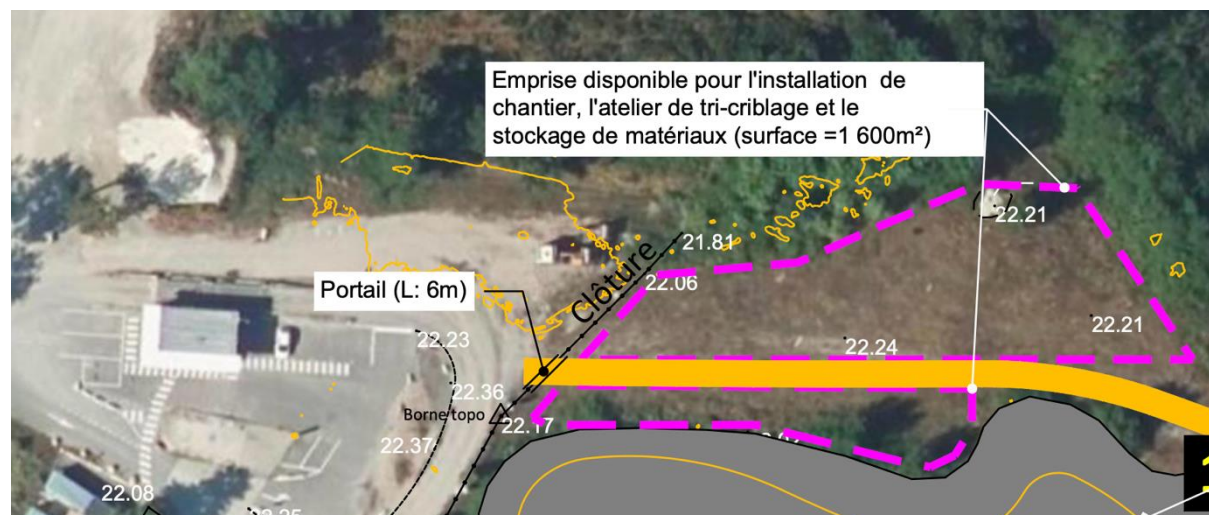 Emprise disponible pour l'installation de
chantier, l'atelier de tri-criblage et le
stockage de matériaux (surface =1 600m²)
22.21
21.81
Clôture
22.06
Portail (L: 6m)
22.21
22.23
22.24
22.36
Borne topo
22.17
22.37
22.08